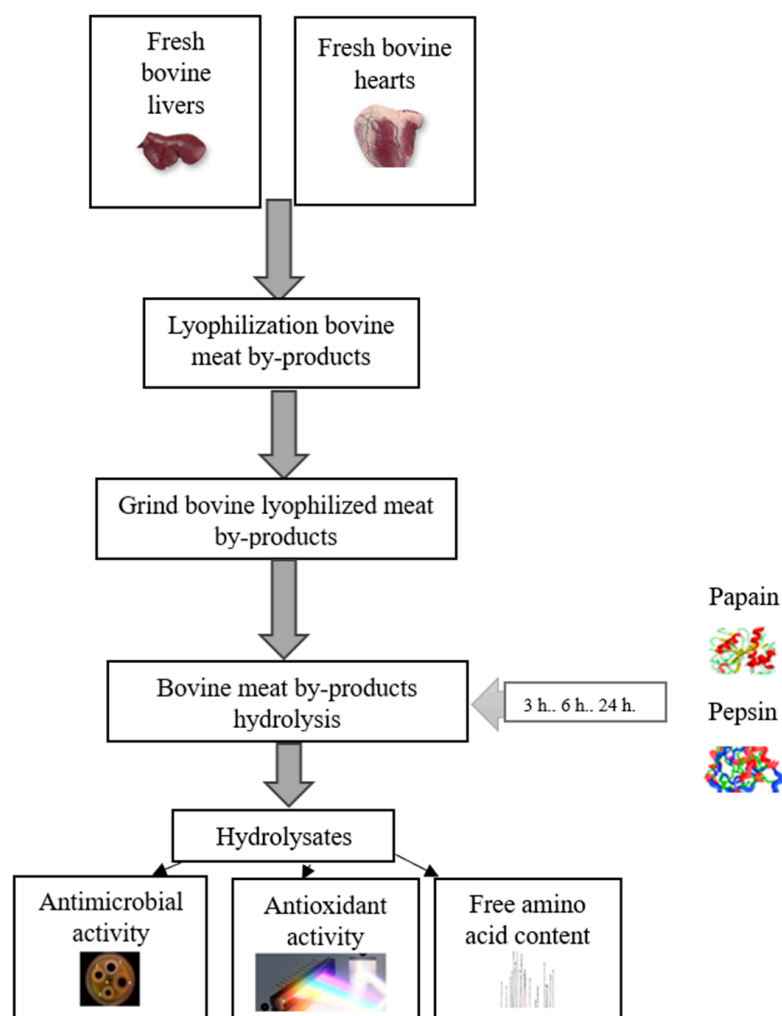 Fresh
bovine
livers
Fresh bovine
hearts
Lyophilization bovine
meat by-products
Grind bovine lyophilized meat
by-products
Papain
Bovine meat by-products
hydrolysis
3 h.. 6 h.. 24 h.
Pepsin
Hydrolysates
Antimicrobial
activity
Antioxidant
activity
Free amino
acid content